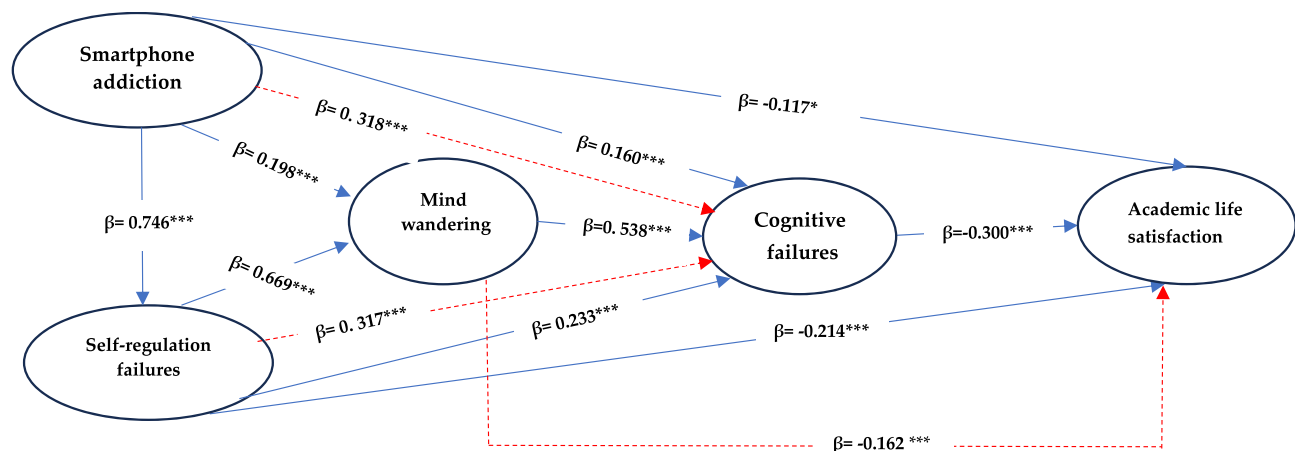 Smartphone
addiction
β= -0.117*
β= 0. 318***
β= 0.160***
β= 0.198***
Mind
wandering
β= 0.746***
β=0. 538***
Cognitive
failures
β=-0.300***
Academic life
satisfaction
β= 0.669***
β= 0. 317***
β= 0.233***
β= -0.214***
Self-regulation
failures
β= -0.162 ***